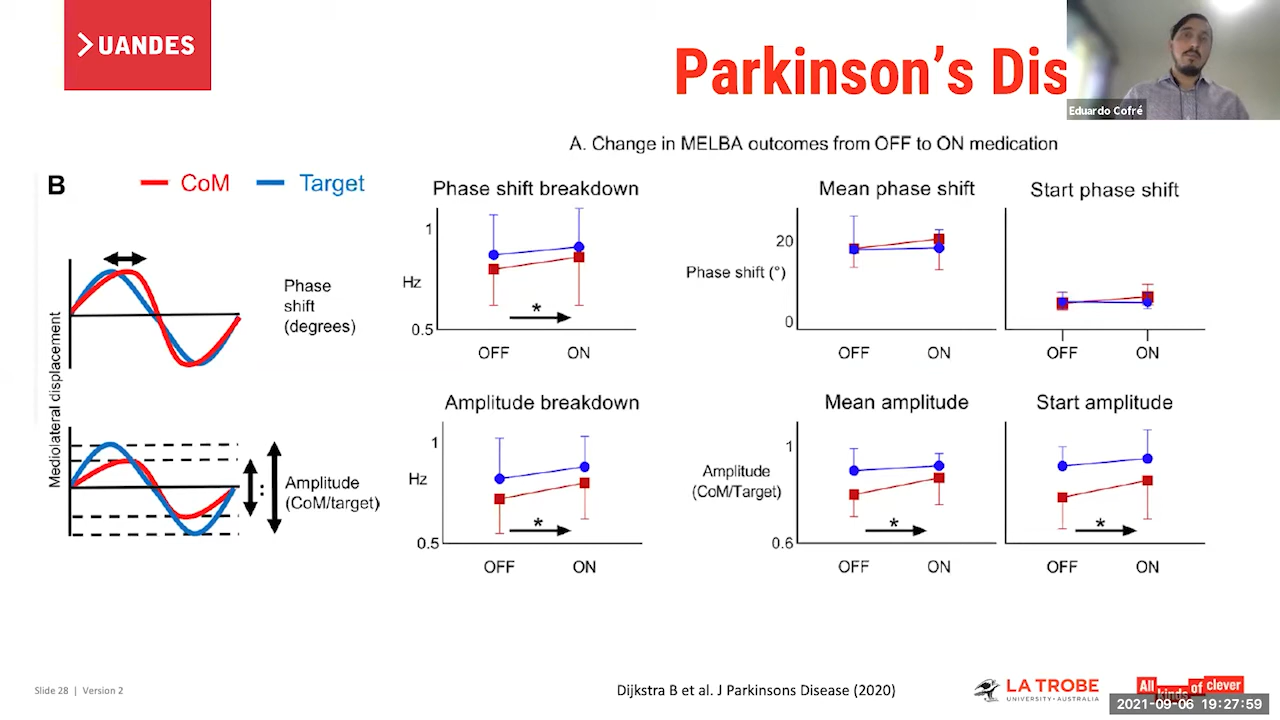 UANDES
Parkinson's Dis
Eduardo Cofré
A. Change in MELBA outcomes from OFF to ON medication
B
CoM
Target
Mediolateral displacement
Phase
shift
(degrees)
Amplitude
(CoM/target)
:
Phase shift breakdown
1
Hz
0.5
*
OFF
ON
Mean phase shift
20
Phase shift (°)
0
OFF
ON
Start phase shift
OFF
ON
Amplitude breakdown
1
Hz
0.5
*
OFF
ON
Mean amplitude
1
Amplitude
(CoM/Target)
0.6
*
OFF
ON
Start amplitude
*
OFF
ON
Slide 28 | Version 2
Dijkstra B et al. J Parkinsons Disease (2020)
LA TROBE
UNIVERSITY • AUSTRALIA
All kinds of clever
2021-09-06 19:27:59